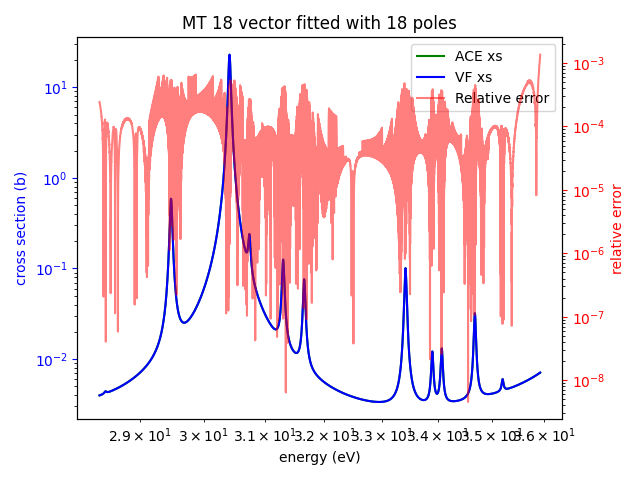 MT 18 vector fitted with 18 poles
ACE xs
VF xs
Relative error
cross section (b)
10¹
10⁰
10⁻¹
10⁻²
relative error
10⁻³
10⁻⁴
10⁻⁵
10⁻⁶
10⁻⁷
10⁻⁸
2.9 × 10¹ 3 × 10¹ 3.1 × 10¹ 3.2 × 10¹ 3.3 × 10¹ 3.4 × 10¹ 3.5 × 10¹ 3.6 × 10¹
energy (eV)